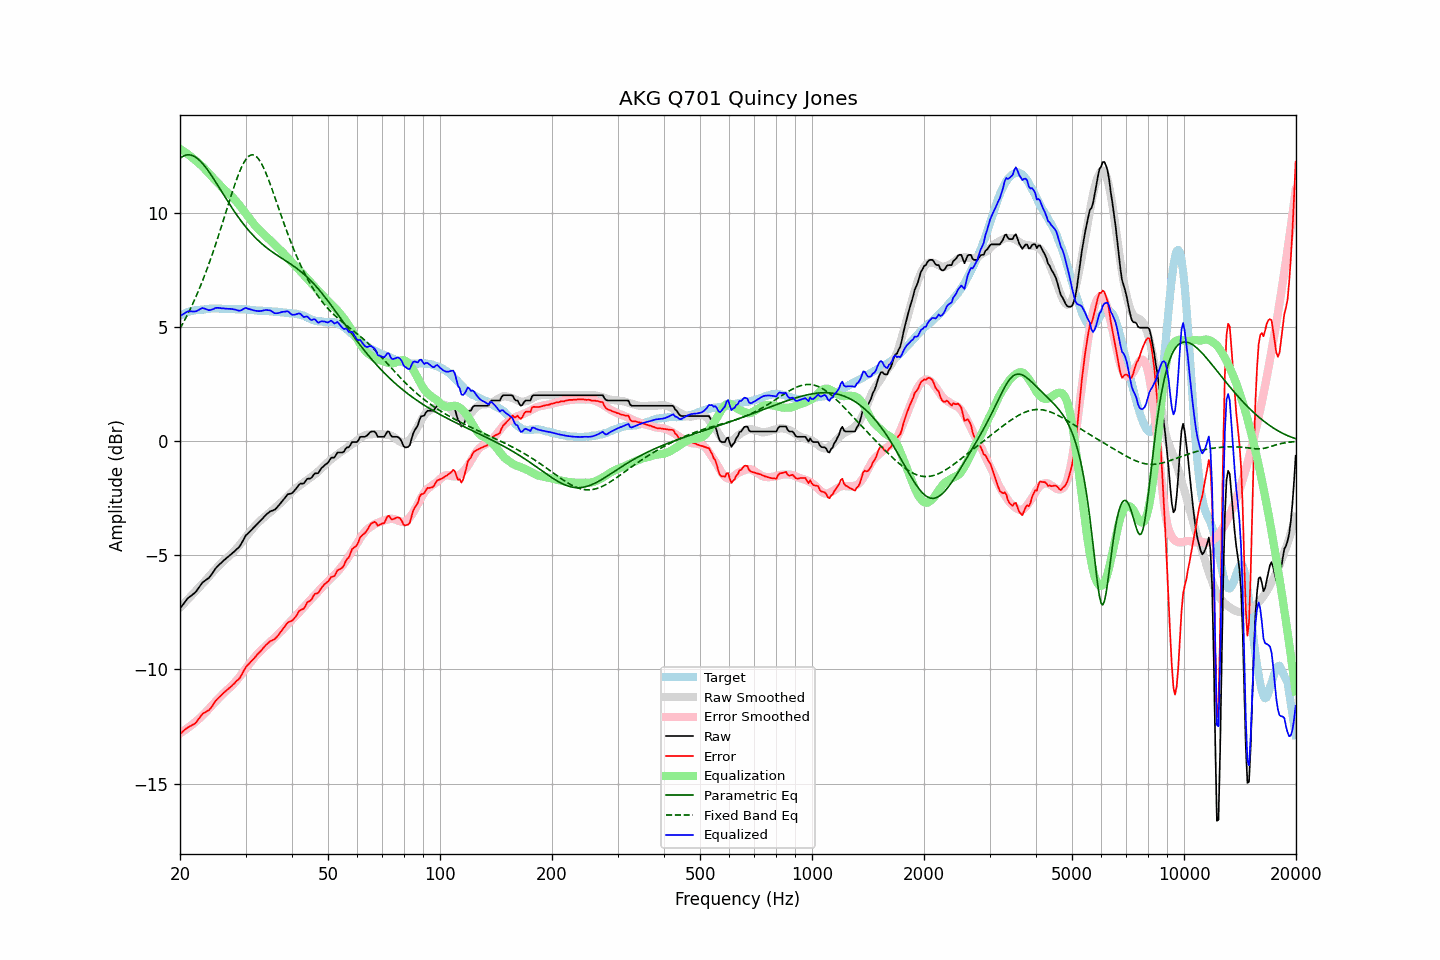 AKG Q701 Quincy Jones
Amplitude (dBr)
10
5
0
−5
−10
−15
Target
Raw Smoothed
Error Smoothed
Raw
Error
Equalization
Parametric Eq
Fixed Band Eq
Equalized
20 50 100 200 500 1000 2000 5000 10000 20000
Frequency (Hz)